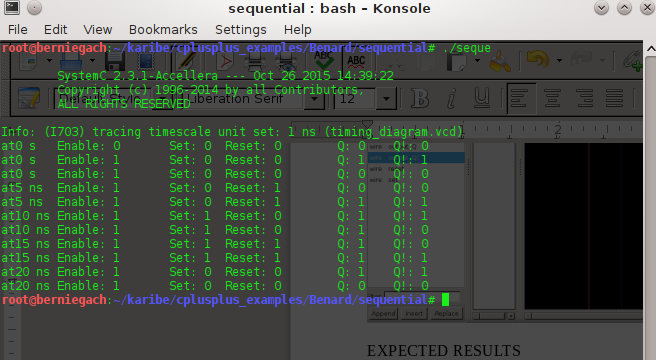 sequential : bash – Konsole
File Edit View Bookmarks Settings Help
root@berniegach:~/karibe/cplusplus_examples/Benard/sequential# ./seque
SystemC 2.3.1-Accellera --- Oct 26 2015 14:39:22
Copyright (c) 1996-2014 by all Contributors,
ALL RIGHTS RESERVED
Liberation Serif 12
Info: (I703) tracing timescale unit set: 1 ns (timing_diagram.vcd)
at0 s Enable: 0 Set: 0 Reset: 0 Q: 0 Q!: 0
at0 s Enable: 1 Set: 0 Reset: 0 Q: 1 Q!: 1
at0 s Enable: 1 Set: 0 Reset: 0 Q: 0 Q!: 0
at5 ns Enable: 1 Set: 0 Reset: 1 Q: 0 Q!: 0
at5 ns Enable: 1 Set: 0 Reset: 1 Q: 1 Q!: 1
at10 ns Enable: 1 Set: 1 Reset: 0 Q: 1 Q!: 1
at10 ns Enable: 1 Set: 1 Reset: 0 Q: 1 Q!: 0
at15 ns Enable: 1 Set: 1 Reset: 1 Q: 1 Q!: 0
at15 ns Enable: 1 Set: 1 Reset: 1 Q: 1 Q!: 1
at20 ns Enable: 1 Set: 0 Reset: 0 Q: 1 Q!: 1
at20 ns Enable: 1 Set: 0 Reset: 0 Q: 0 Q!: 0
root@berniegach:~/karibe/cplusplus_examples/Benard/sequential#
Append Insert Replace
EXPECTED RESULTS